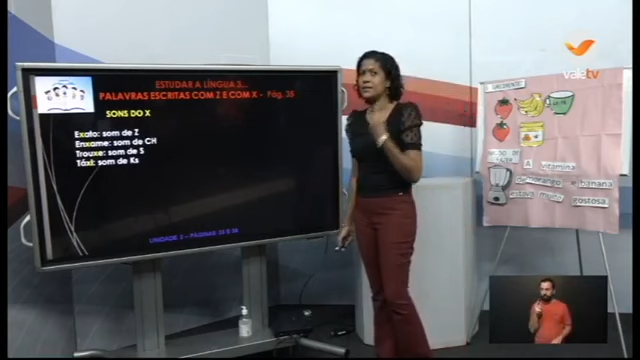 ESTUDAR A LÍNGUA 3...
PALAVRAS ESCRITAS COM Z E COM X - Pág. 35
SONS DO X
Exato: som de Z
Enxame: som de CH
Trouxe: som de S
Táxi: som de Ks
UNIDADE 2 – PÁGINAS 35 E 36
valetv
A vitamina
de morango e banana
estava muito gostosa.